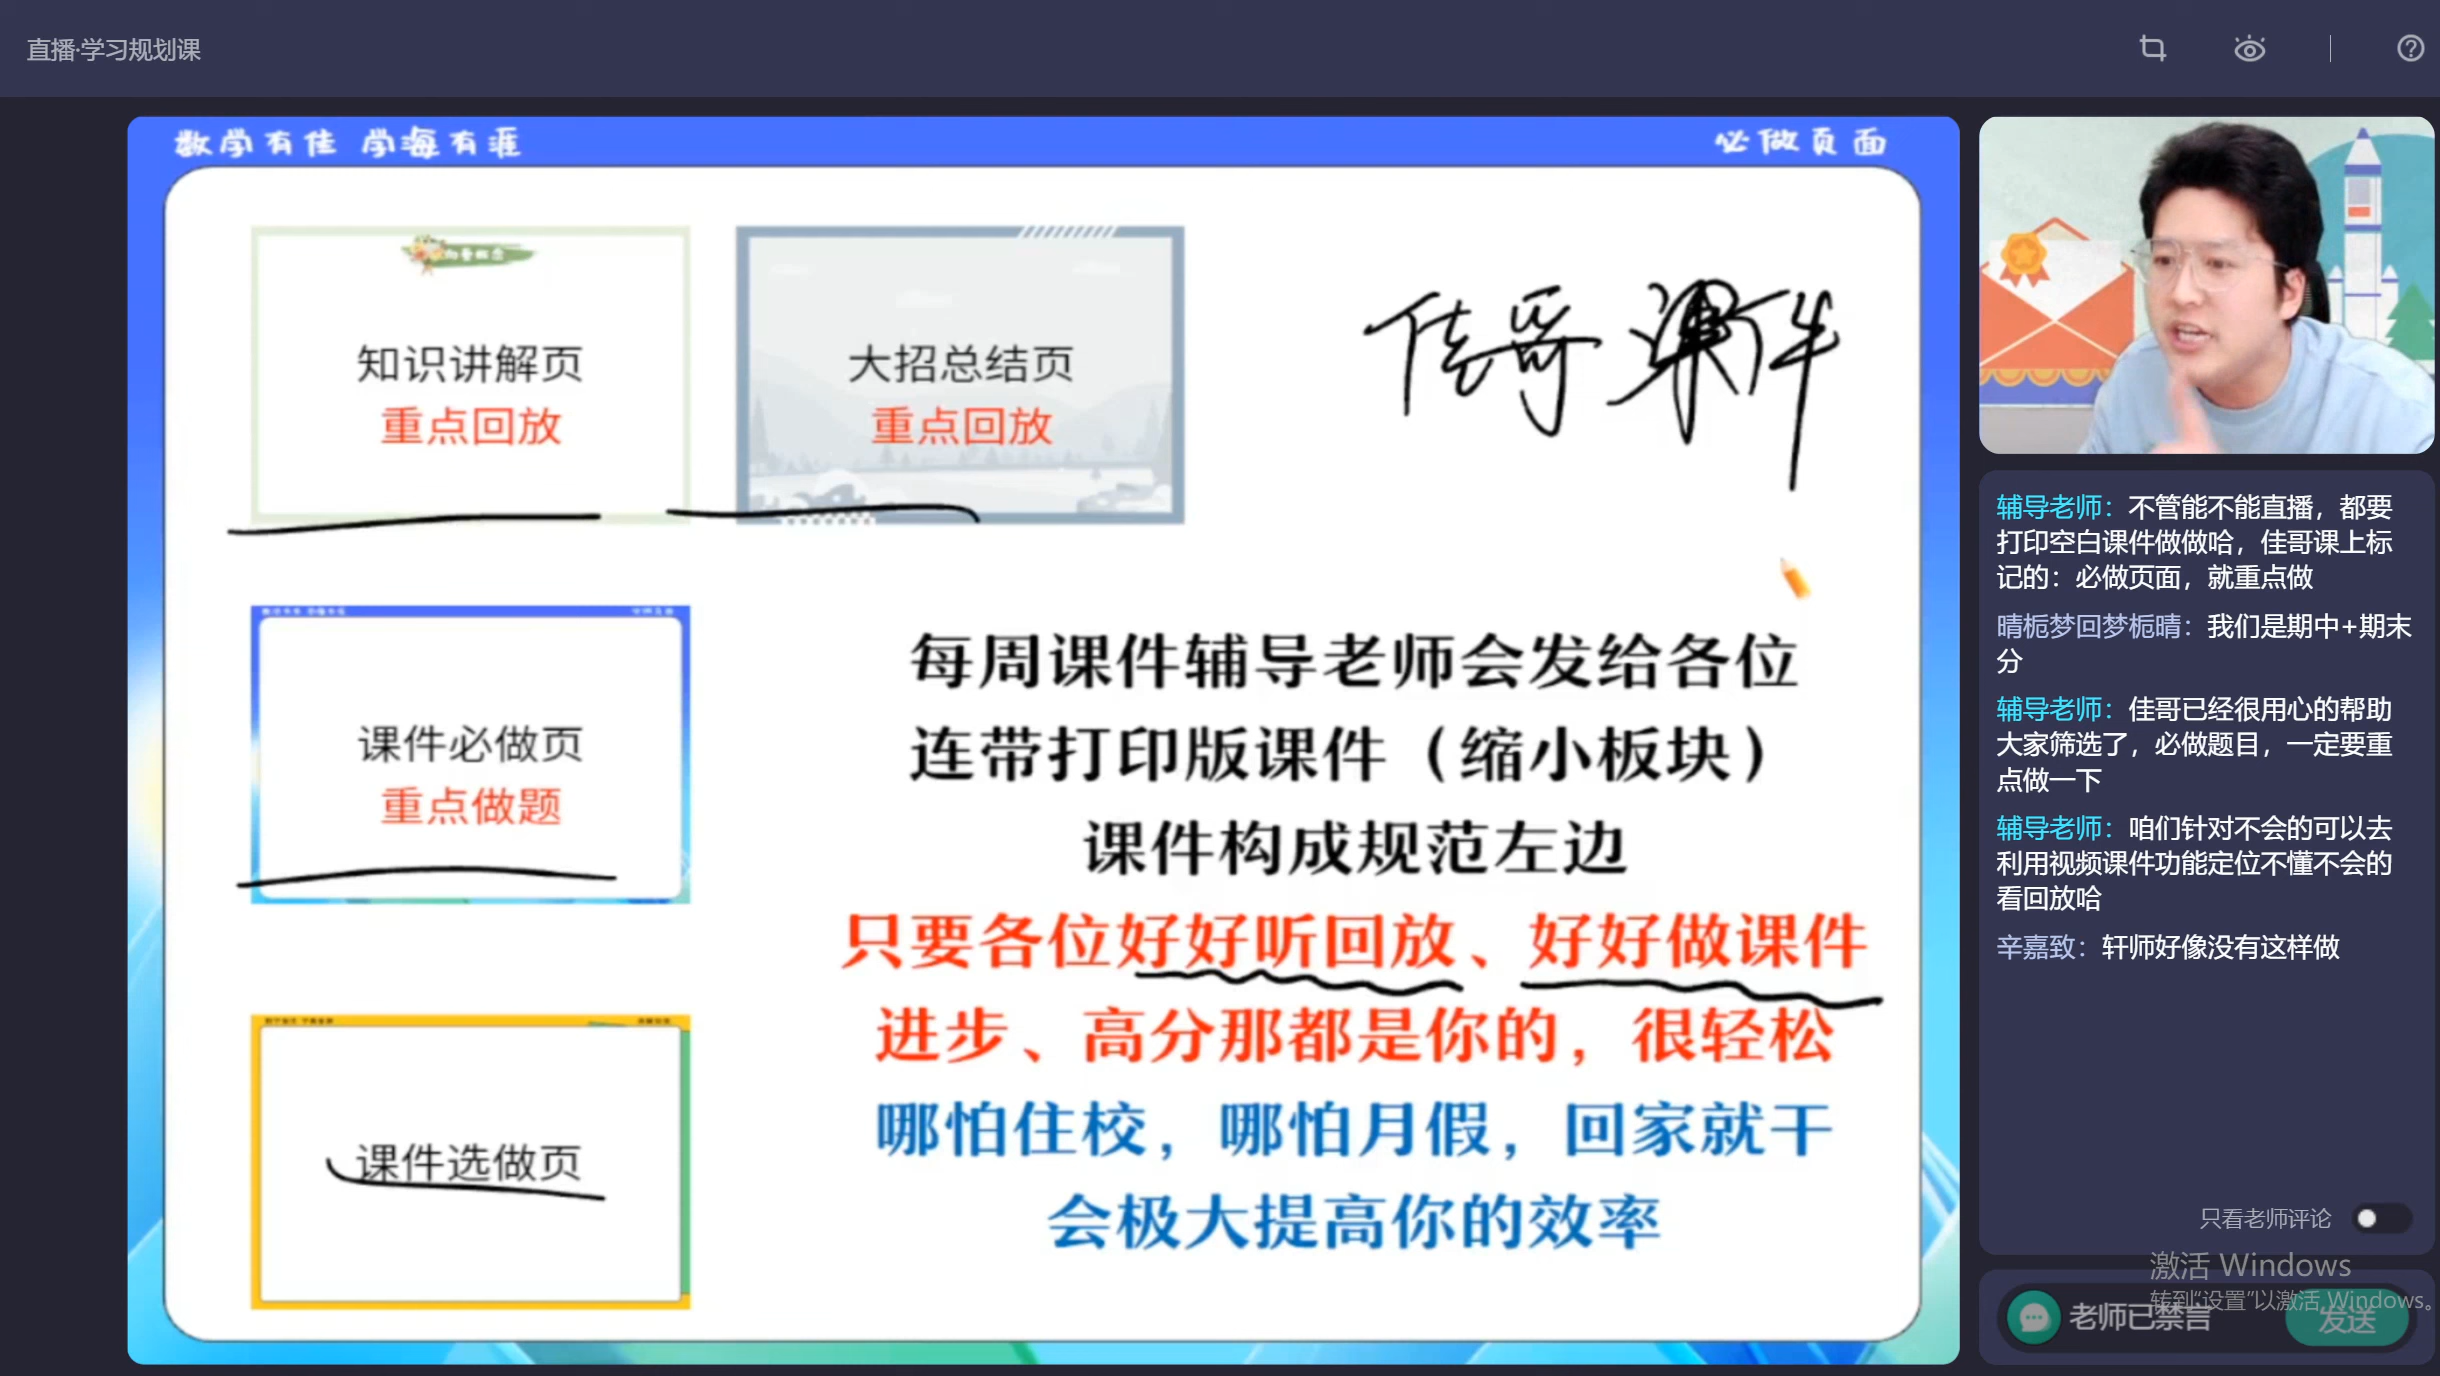 直播·学习规划课
数学有佳 学海有涯
必做页面
知识讲解页
重点回放
大招总结页
重点回放
佳哥课件
课件必做页
重点做题
课件选做页
每周课件辅导老师会发给各位
连带打印版课件（缩小板块）
课件构成规范左边
只要各位好好听回放、好好做课件
进步、高分那都是你的，很轻松
哪怕住校，哪怕月假，回家就干
会极大提高你的效率
辅导老师：不管能不能直播，都要
打印空白课件做做哈，佳哥课上标
记的：必做页面，就重点做
晴栀梦回梦栀晴：我们是期中+期末
分
辅导老师：佳哥已经很用心的帮助
大家筛选了，必做题目，一定要重
点做一下
辅导老师：咱们针对不会的可以去
利用视频课件功能定位不懂不会的
看回放哈
辛嘉致：轩师好像没有这样做
只看老师评论
激活 Windows
转到“设置”以激活 Windows。
老师已禁言
发送